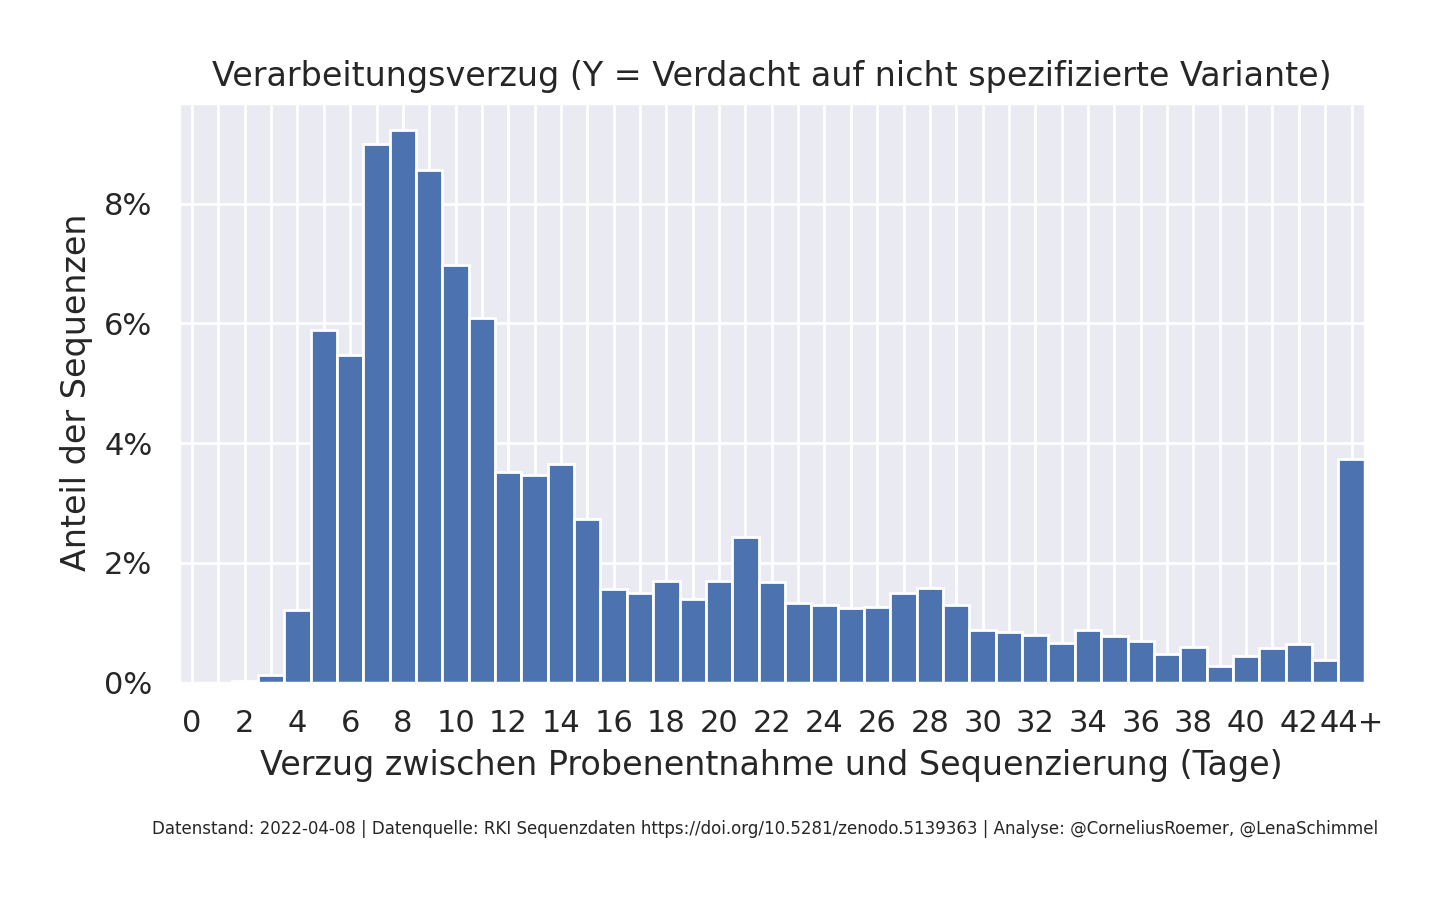 Verarbeitungsverzug (Y = Verdacht auf nicht spezifizierte Variante)
Anteil der Sequenzen
8%
6%
4%
2%
0%
0 2 4 6 8 10 12 14 16 18 20 22 24 26 28 30 32 34 36 38 40 42 44+
Verzug zwischen Probenentnahme und Sequenzierung (Tage)
Datenstand: 2022-04-08 | Datenquelle: RKI Sequenzdaten https://doi.org/10.5281/zenodo.5139363 | Analyse: @CorneliusRoemer, @LenaSchimmel